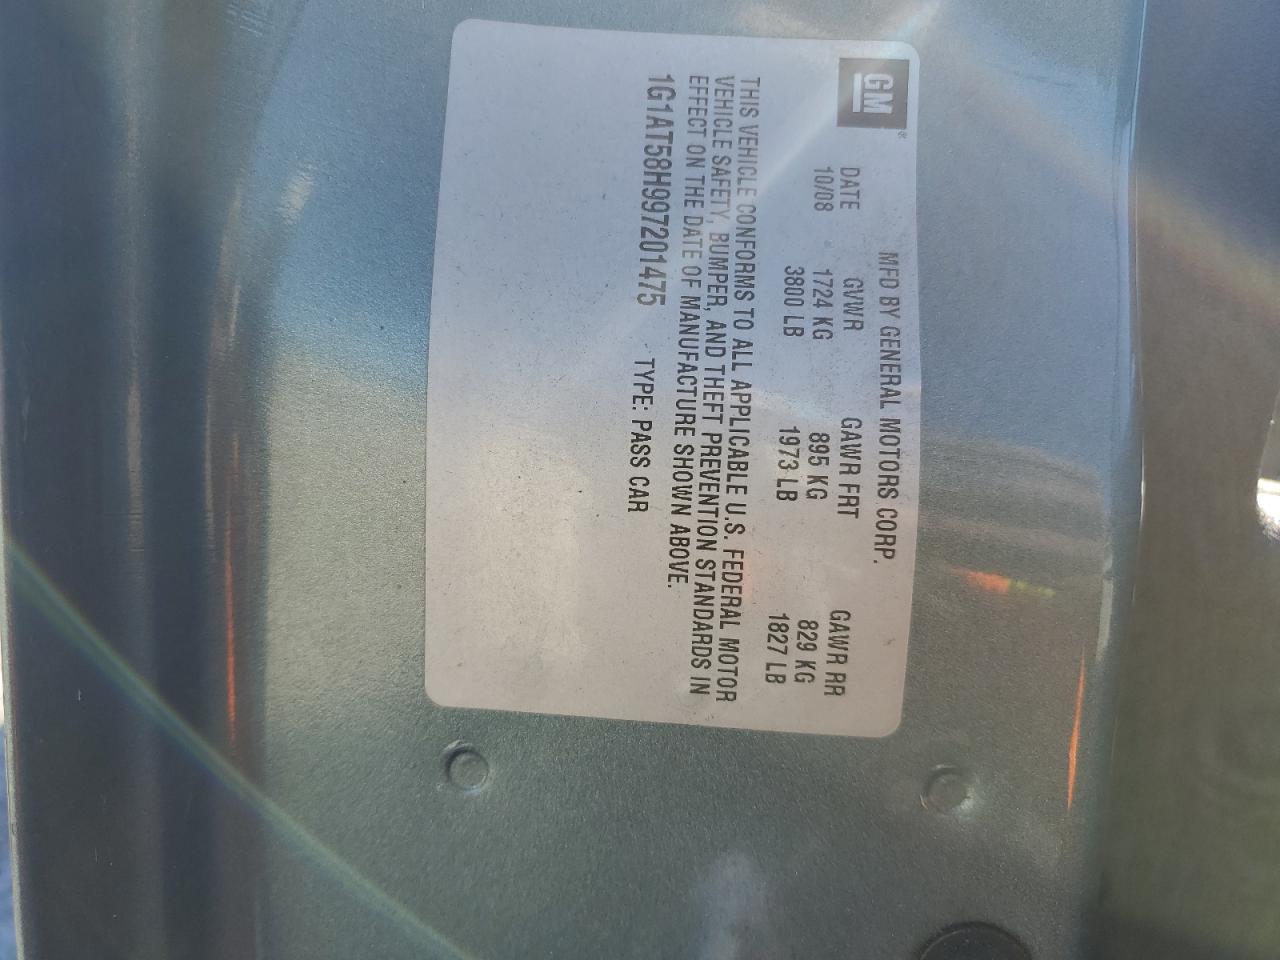 GM
MFD BY GENERAL MOTORS CORP.
DATE GVWR GAWR FRT GAWR RR
10/08 1724 KG 895 KG 829 KG
3800 LB 1973 LB 1827 LB
THIS VEHICLE CONFORMS TO ALL APPLICABLE U.S. FEDERAL MOTOR
VEHICLE SAFETY, BUMPER, AND THEFT PREVENTION STANDARDS IN
EFFECT ON THE DATE OF MANUFACTURE SHOWN ABOVE.
1G1AT58H997201475 TYPE: PASS CAR